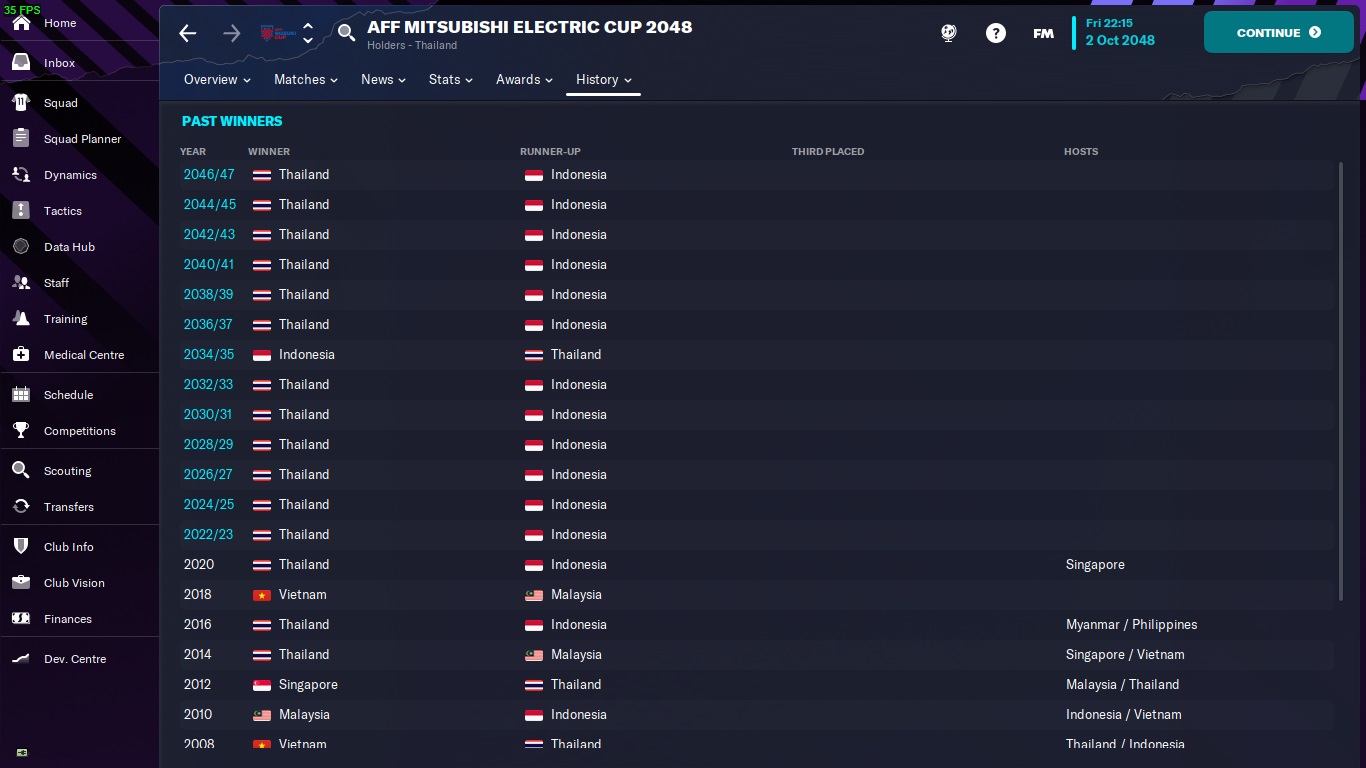 35 FPS
Home
Inbox
Squad
Squad Planner
Dynamics
Tactics
Data Hub
Staff
Training
Medical Centre
Schedule
Competitions
Scouting
Transfers
Club Info
Club Vision
Finances
Dev. Centre
AFF MITSUBISHI ELECTRIC CUP 2048
Holders - Thailand
FM
Fri 22:15
2 Oct 2048
CONTINUE
Overview Matches News Stats Awards History
PAST WINNERS
YEAR WINNER RUNNER-UP THIRD PLACED HOSTS
2046/47 Thailand Indonesia
2044/45 Thailand Indonesia
2042/43 Thailand Indonesia
2040/41 Thailand Indonesia
2038/39 Thailand Indonesia
2036/37 Thailand Indonesia
2034/35 Indonesia Thailand
2032/33 Thailand Indonesia
2030/31 Thailand Indonesia
2028/29 Thailand Indonesia
2026/27 Thailand Indonesia
2024/25 Thailand Indonesia
2022/23 Thailand Indonesia
2020 Thailand Indonesia Singapore
2018 Vietnam Malaysia
2016 Thailand Indonesia Myanmar / Philippines
2014 Thailand Malaysia Singapore / Vietnam
2012 Singapore Thailand Malaysia / Thailand
2010 Malaysia Indonesia Indonesia / Vietnam
2008 Vietnam Thailand Thailand / Indonesia